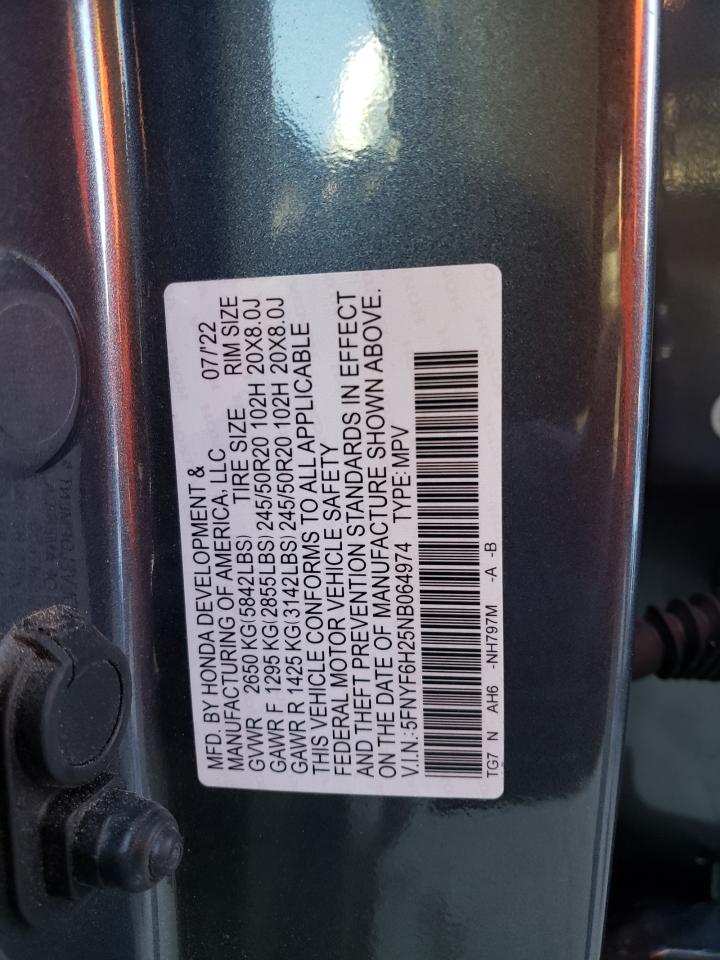 MFD. BY HONDA DEVELOPMENT &
MANUFACTURING OF AMERICA, LLC 07/'22
GVWR 2650 KG(5842LBS) TIRE SIZE RIM SIZE
GAWR F 1295 KG(2855LBS) 245/50R20 102H 20X8.0J
GAWR R 1425 KG(3142LBS) 245/50R20 102H 20X8.0J
THIS VEHICLE CONFORMS TO ALL APPLICABLE
FEDERAL MOTOR VEHICLE SAFETY
AND THEFT PREVENTION STANDARDS IN EFFECT
ON THE DATE OF MANUFACTURE SHOWN ABOVE.
V.I.N.:5FNYF6H25NB064974 TYPE:MPV
TG7 N AH6 -NH797M -A -B